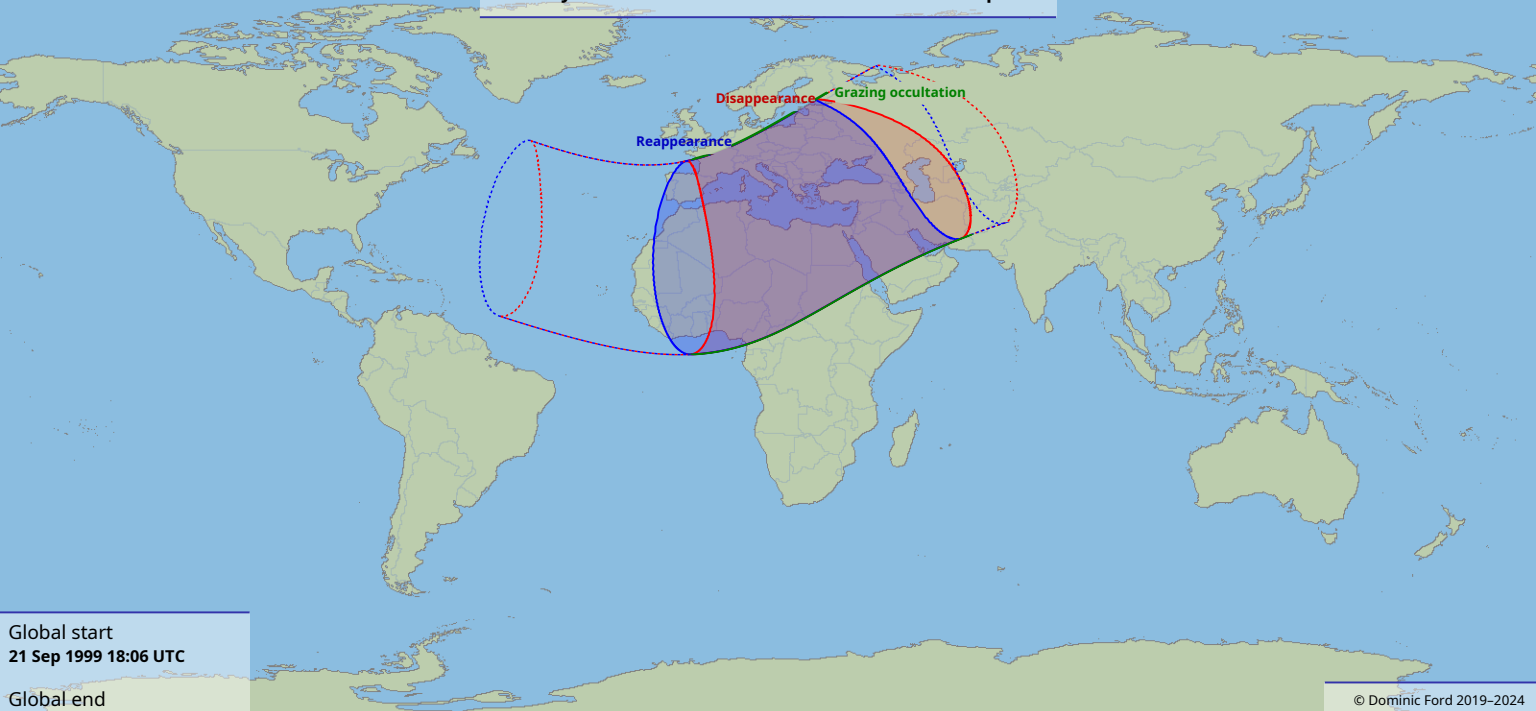 Disappearance
Grazing occultation
Reappearance
Global start
21 Sep 1999 18:06 UTC
Global end
© Dominic Ford 2019–2024